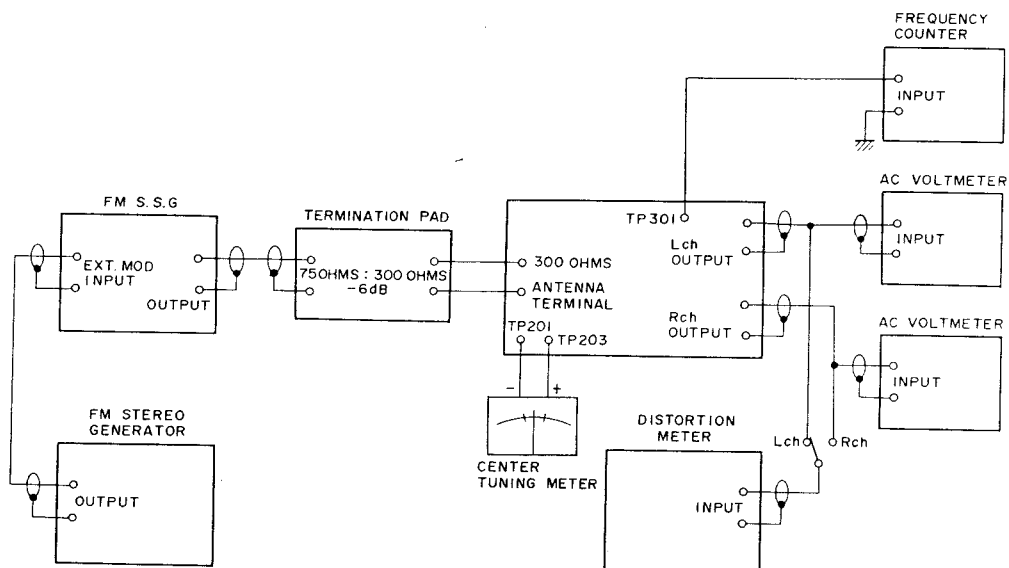 FREQUENCY
COUNTER
INPUT
AC VOLTMETER
INPUT
FM S.S.G
EXT. MOD
INPUT
OUTPUT
TERMINATION PAD
75OHMS : 300 OHMS
-6dB
TP301
300 OHMS
ANTENNA
TERMINAL
Lch
OUTPUT
Rch
OUTPUT
TP201
TP203
- +
CENTER
TUNING METER
AC VOLTMETER
INPUT
FM STEREO
GENERATOR
OUTPUT
DISTORTION
METER
Lch
Rch
INPUT